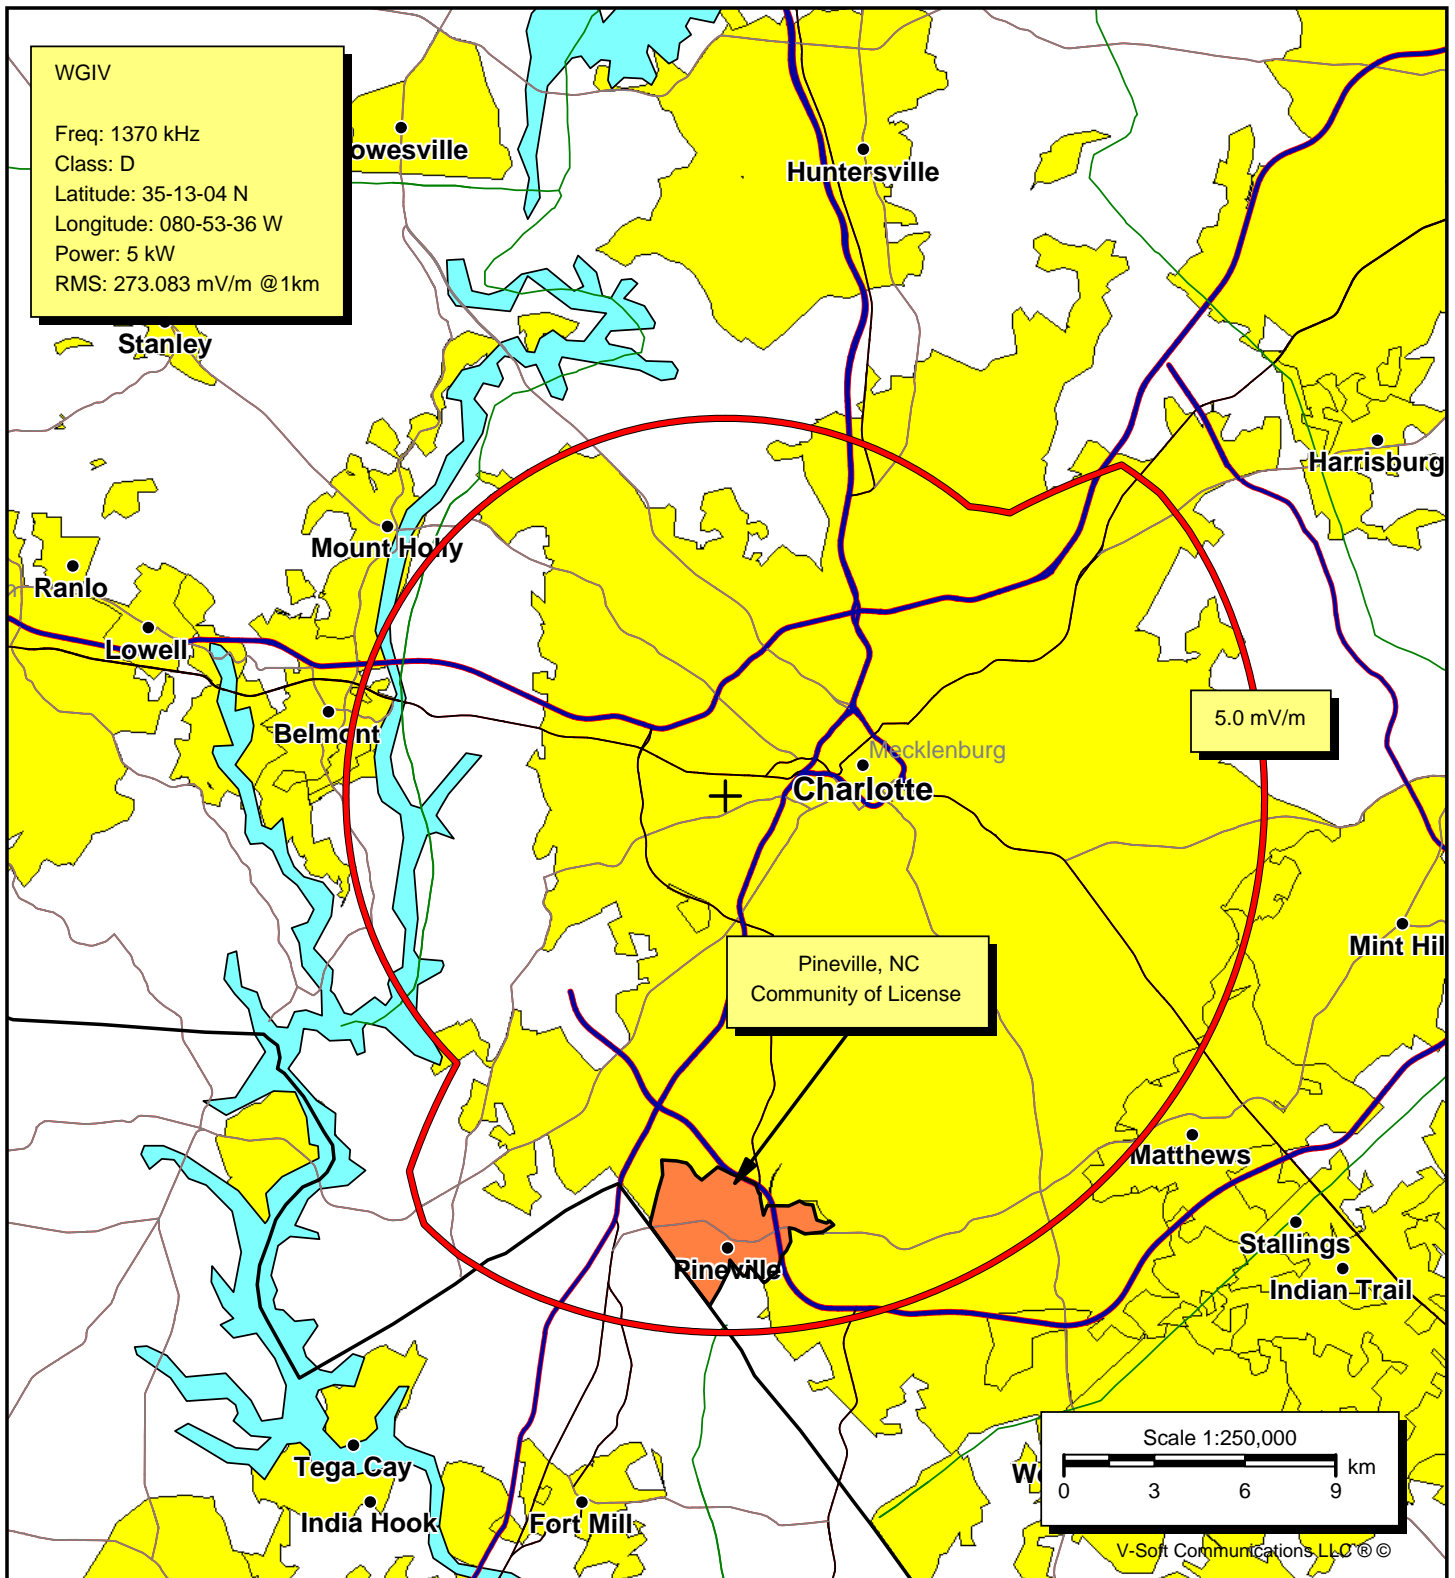 WGIV
Freq: 1370 kHz
Class: D
Latitude: 35-13-04 N
Longitude: 080-53-36 W
Power: 5 kW
RMS: 273.083 mV/m @1km
owesville
Huntersville
Stanley
Harrisburg
Mount Holly
Ranlo
Lowell
Belmont
5.0 mV/m
Mecklenburg
Charlotte
Mint Hil
Pineville, NC
Community of License
Matthews
Stallings
Pineville
Indian Trail
Tega Cay
India Hook
Fort Mill
Scale 1:250,000
km
0 3 6 9
V-Soft Communications LLC ® ©